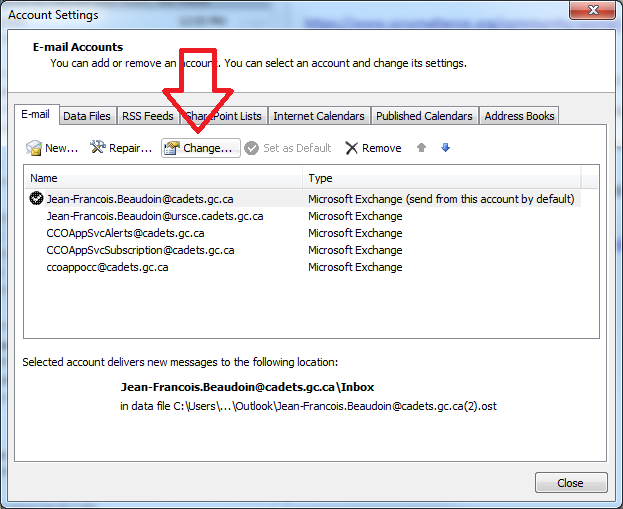 Account Settings
E-mail Accounts
You can add or remove an account. You can select an account and change its settings.
E-mail Data Files RSS Feeds SharePoint Lists Internet Calendars Published Calendars Address Books
New... Repair... Change... Set as Default Remove
Name Type
Jean-Francois.Beaudoin@cadets.gc.ca Microsoft Exchange (send from this account by default)
Jean-Francois.Beaudoin@ursce.cadets.gc.ca Microsoft Exchange
CCOAppSvcAlerts@cadets.gc.ca Microsoft Exchange
CCOAppSvcSubscription@cadets.gc.ca Microsoft Exchange
ccoappocc@cadets.gc.ca Microsoft Exchange
Selected account delivers new messages to the following location:
Jean-Francois.Beaudoin@cadets.gc.ca\Inbox
in data file C:\Users\...\Outlook\Jean-Francois.Beaudoin@cadets.gc.ca(2).ost
Close